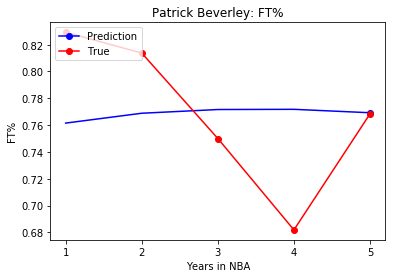 Patrick Beverley: FT%
Prediction
True
0.82
0.80
0.78
0.76
0.74
0.72
0.70
0.68
FT%
1 2 3 4 5
Years in NBA